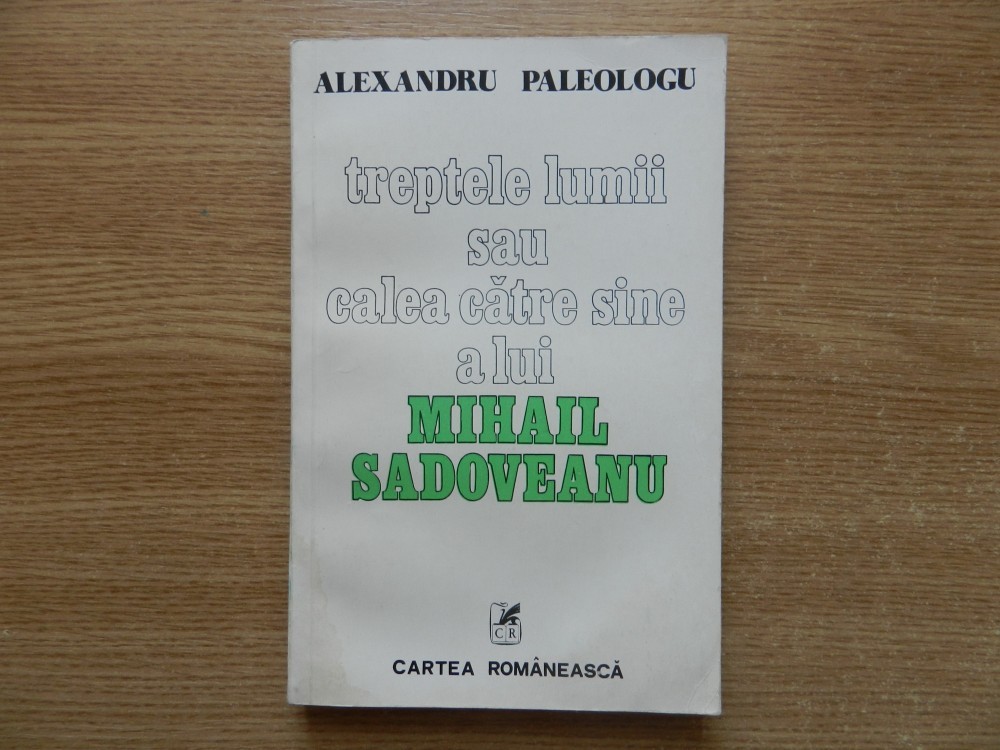 ALEXANDRU PALEOLOGU
treptele lumii
sau
calea către sine
a lui
MIHAIL
SADOVEANU
CR
CARTEA ROMÂNEASCĂ